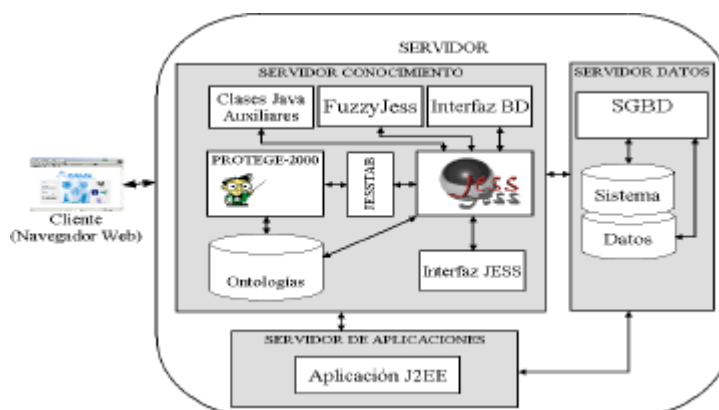 SERVIDOR
SERVIDOR CONOCIMIENTO
Clases Java
Auxiliares
FuzzyJess
Interfaz BD
PROTEGE-2000
JESSTAB
Jess
Ontologías
Interfaz JESS
SERVIDOR DATOS
SGBD
Sistema
Datos
Cliente
(Navegador Web)
SERVIDOR DE APLICACIONES
Aplicación J2EE